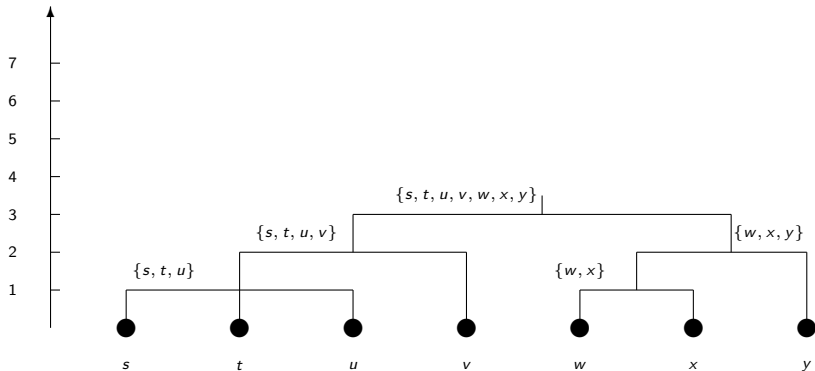 7
6
5
4
{s, t, u, v, w, x, y}
3
{s, t, u, v}
{w, x, y}
2
{s, t, u}
{w, x}
1
s t u v w x y